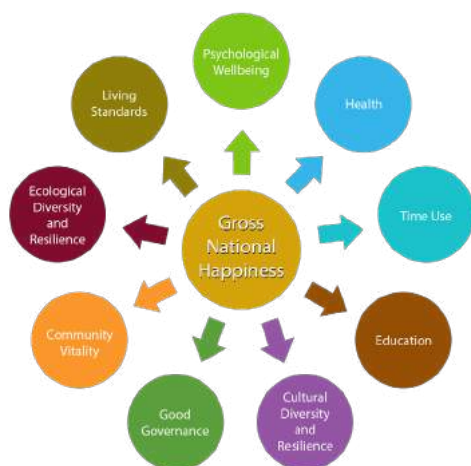 Psychological
Wellbeing
Health
Time Use
Education
Cultural
Diversity
and
Resilience
Good
Governance
Community
Vitality
Ecological
Diversity
and
Resilience
Living
Standards
Gross
National
Happiness